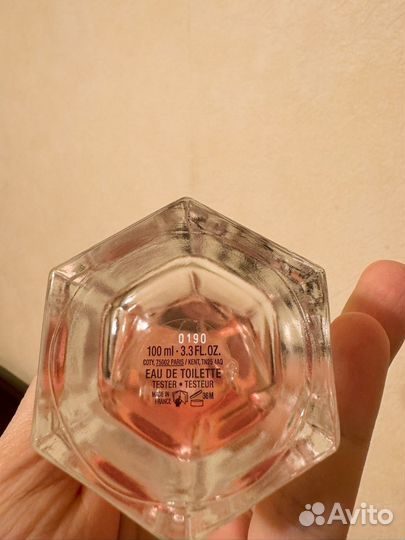 0190
100 ml · 3.3 FL.OZ.
COTY, 75002 PARIS / KENT, TN25 4AQ
EAU DE TOILETTE
TESTER • TESTEUR
MADE IN
FRANCE
36M
Avito